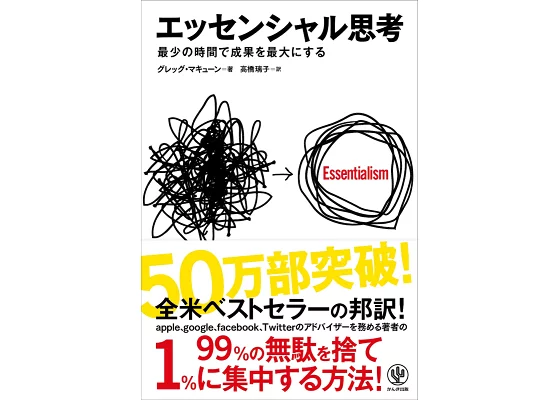 エッセンシャル思考
最少の時間で成果を最大にする
グレッグ・マキューン=著 高橋璃子=訳
Essentialism
50万部突破!
全米ベストセラーの邦訳!
apple、google、facebook、Twitterのアドバイザーを務める著者の
99%の無駄を捨て
1%に集中する方法!
かんき出版